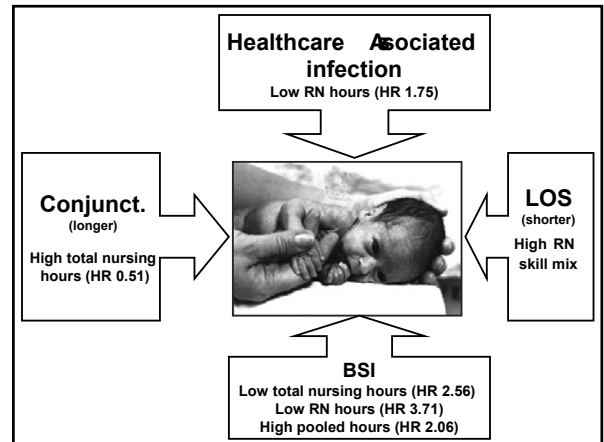 Healthcare Associated
infection
Low RN hours (HR 1.75)
Conjunct.
(longer)
High total nursing
hours (HR 0.51)
LOS
(shorter)
High RN
skill mix
BSI
Low total nursing hours (HR 2.56)
Low RN hours (HR 3.71)
High pooled hours (HR 2.06)